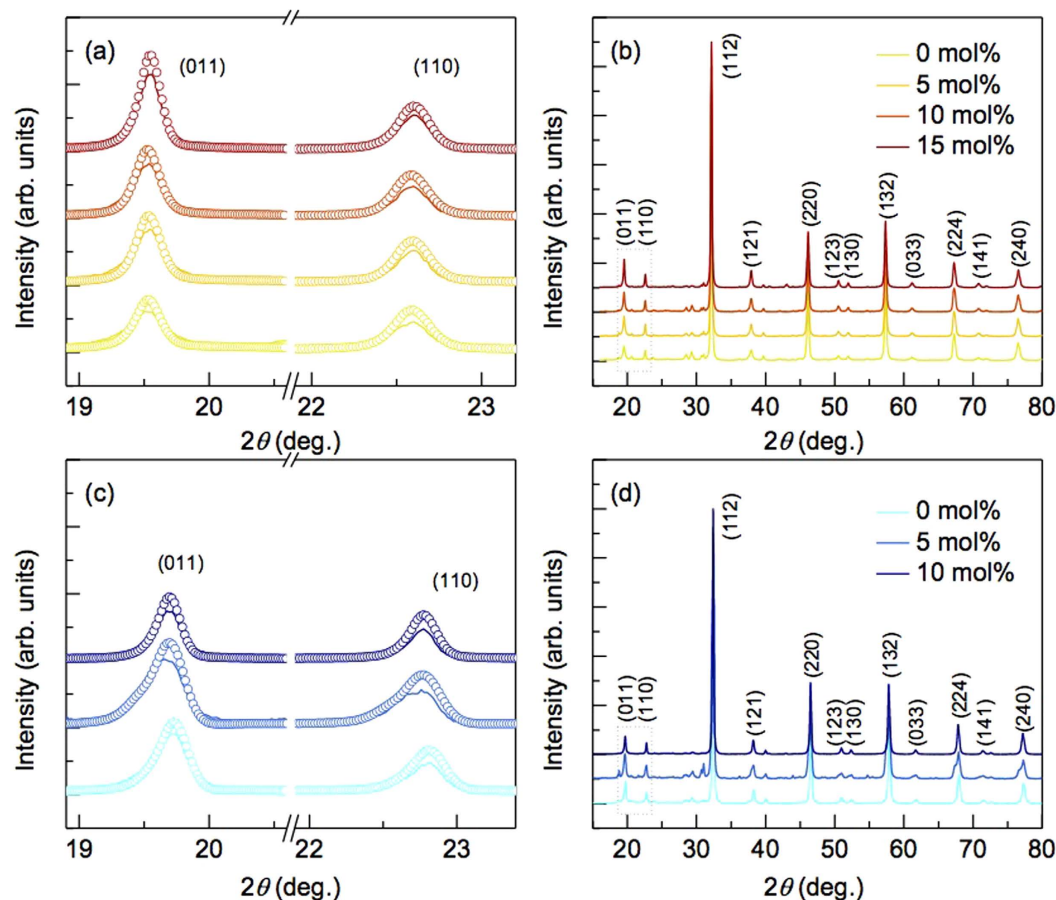 (a)
(011)
(110)
Intensity (arb. units)
19
20
22
23
2θ (deg.)
(b)
(112)
0 mol%
5 mol%
10 mol%
15 mol%
(011)
(110)
(121)
(220)
(123)
(130)
(132)
(033)
(224)
(141)
(240)
Intensity (arb. units)
20
30
40
50
60
70
80
2θ (deg.)
(c)
(011)
(110)
Intensity (arb. units)
19
20
22
23
2θ (deg.)
(d)
(112)
0 mol%
5 mol%
10 mol%
(011)
(110)
(121)
(220)
(123)
(130)
(132)
(033)
(224)
(141)
(240)
Intensity (arb. units)
20
30
40
50
60
70
80
2θ (deg.)